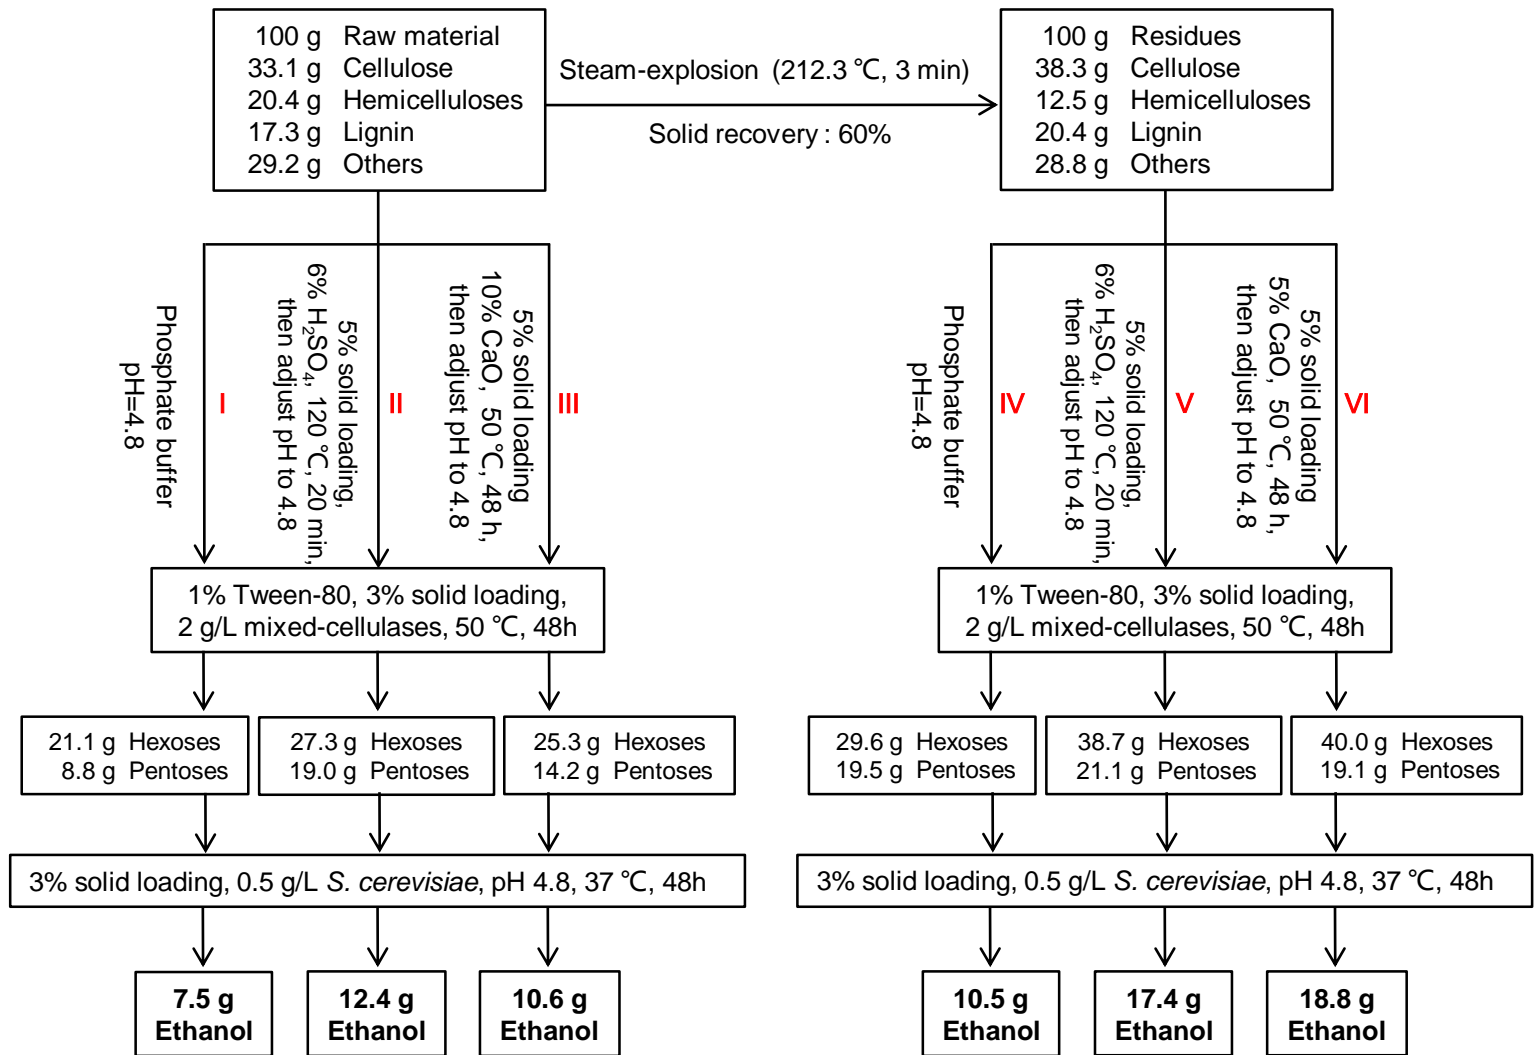 100 g Raw material
33.1 g Cellulose
20.4 g Hemicelluloses
17.3 g Lignin
29.2 g Others
Steam-explosion (212.3 ℃, 3 min)
Solid recovery : 60%
100 g Residues
38.3 g Cellulose
12.5 g Hemicelluloses
20.4 g Lignin
28.8 g Others
Phosphate buffer
pH=4.8
I
5% solid loading,
6% H₂SO₄, 120 ℃, 20 min,
then adjust pH to 4.8
II
5% solid loading
10% CaO, 50 ℃, 48 h,
then adjust pH to 4.8
III
Phosphate buffer
pH=4.8
IV
5% solid loading,
6% H₂SO₄, 120 ℃, 20 min,
then adjust pH to 4.8
V
5% solid loading
5% CaO, 50 ℃, 48 h,
then adjust pH to 4.8
VI
1% Tween-80, 3% solid loading,
2 g/L mixed-cellulases, 50 ℃, 48h
1% Tween-80, 3% solid loading,
2 g/L mixed-cellulases, 50 ℃, 48h
21.1 g Hexoses
8.8 g Pentoses
27.3 g Hexoses
19.0 g Pentoses
25.3 g Hexoses
14.2 g Pentoses
29.6 g Hexoses
19.5 g Pentoses
38.7 g Hexoses
21.1 g Pentoses
40.0 g Hexoses
19.1 g Pentoses
3% solid loading, 0.5 g/L S. cerevisiae, pH 4.8, 37 ℃, 48h
3% solid loading, 0.5 g/L S. cerevisiae, pH 4.8, 37 ℃, 48h
7.5 g
Ethanol
12.4 g
Ethanol
10.6 g
Ethanol
10.5 g
Ethanol
17.4 g
Ethanol
18.8 g
Ethanol